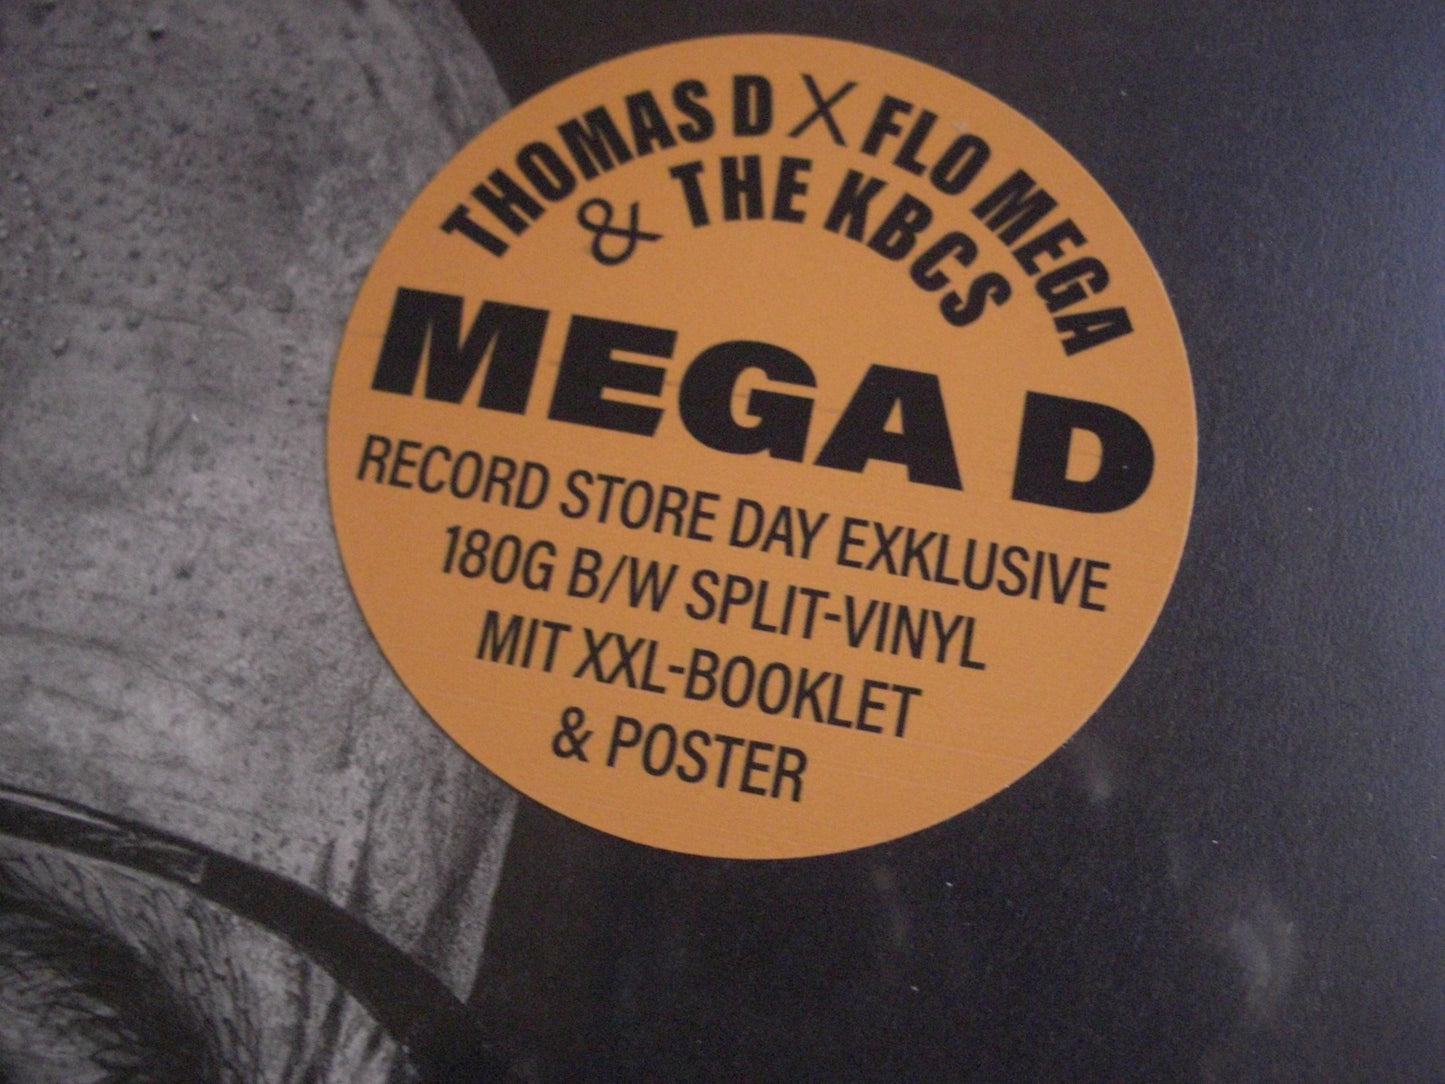 THOMAS D X FLO MEGA
& THE KBCS
MEGA D
RECORD STORE DAY EXKLUSIVE
180G B/W SPLIT-VINYL
MIT XXL-BOOKLET
& POSTER